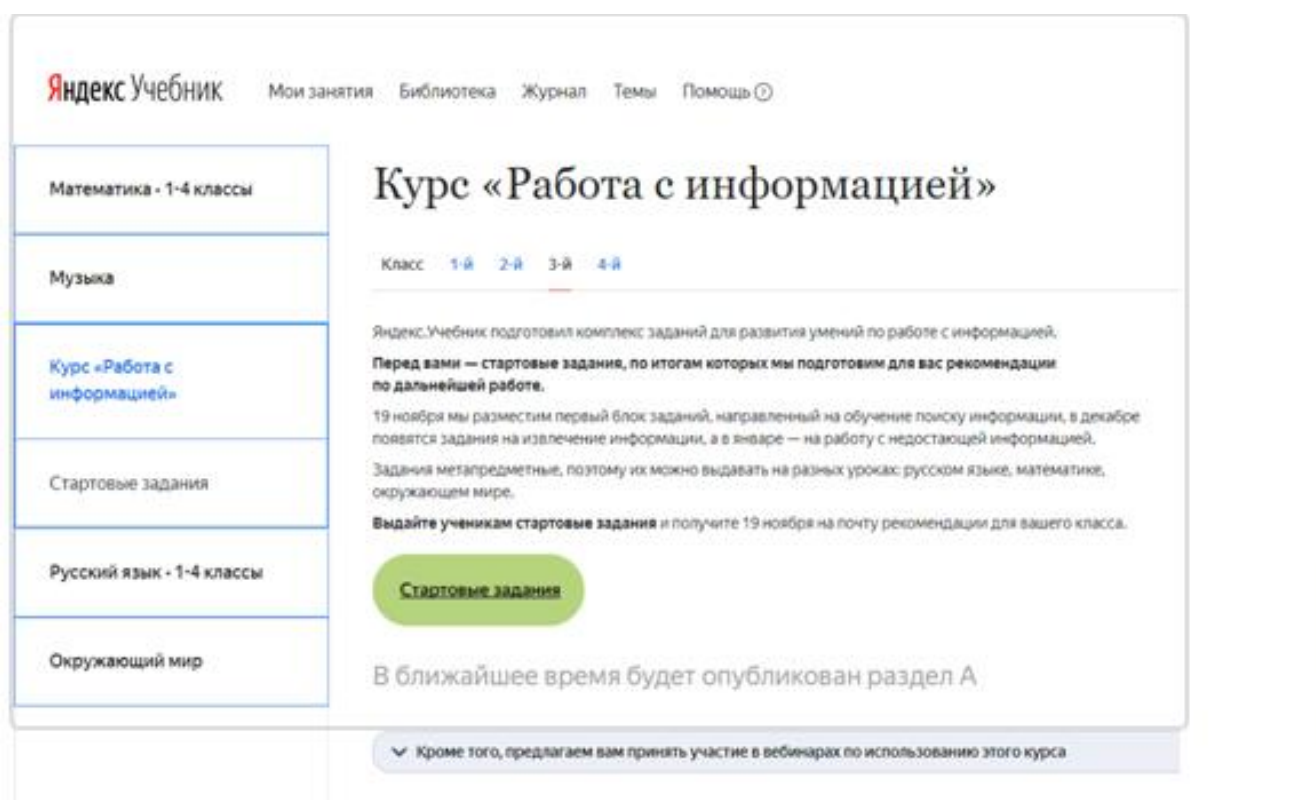 Яндекс Учебник Мои занятия Библиотека Журнал Темы Помощь
Математика - 1-4 классы
Музыка
Курс «Работа с
информацией»
Стартовые задания
Русский язык - 1-4 классы
Окружающий мир
Курс «Работа с информацией»
Класс 1-й 2-й 3-й 4-й
Яндекс.Учебник подготовил комплекс заданий для развития умений по работе с информацией.
Перед вами — стартовые задания, по итогам которых мы подготовим для вас рекомендации
по дальнейшей работе.
19 ноября мы разместим первый блок заданий, направленный на обучение поиску информации, в декабре
появятся задания на извлечение информации, а в январе — на работу с недостающей информацией.
Задания метапредметные, поэтому их можно выдавать на разных уроках: русском языке, математике,
окружающем мире.
Выдайте ученикам стартовые задания и получите 19 ноября на почту рекомендации для вашего класса.
Стартовые задания
В ближайшее время будет опубликован раздел А
Кроме того, предлагаем вам принять участие в вебинарах по использованию этого курса